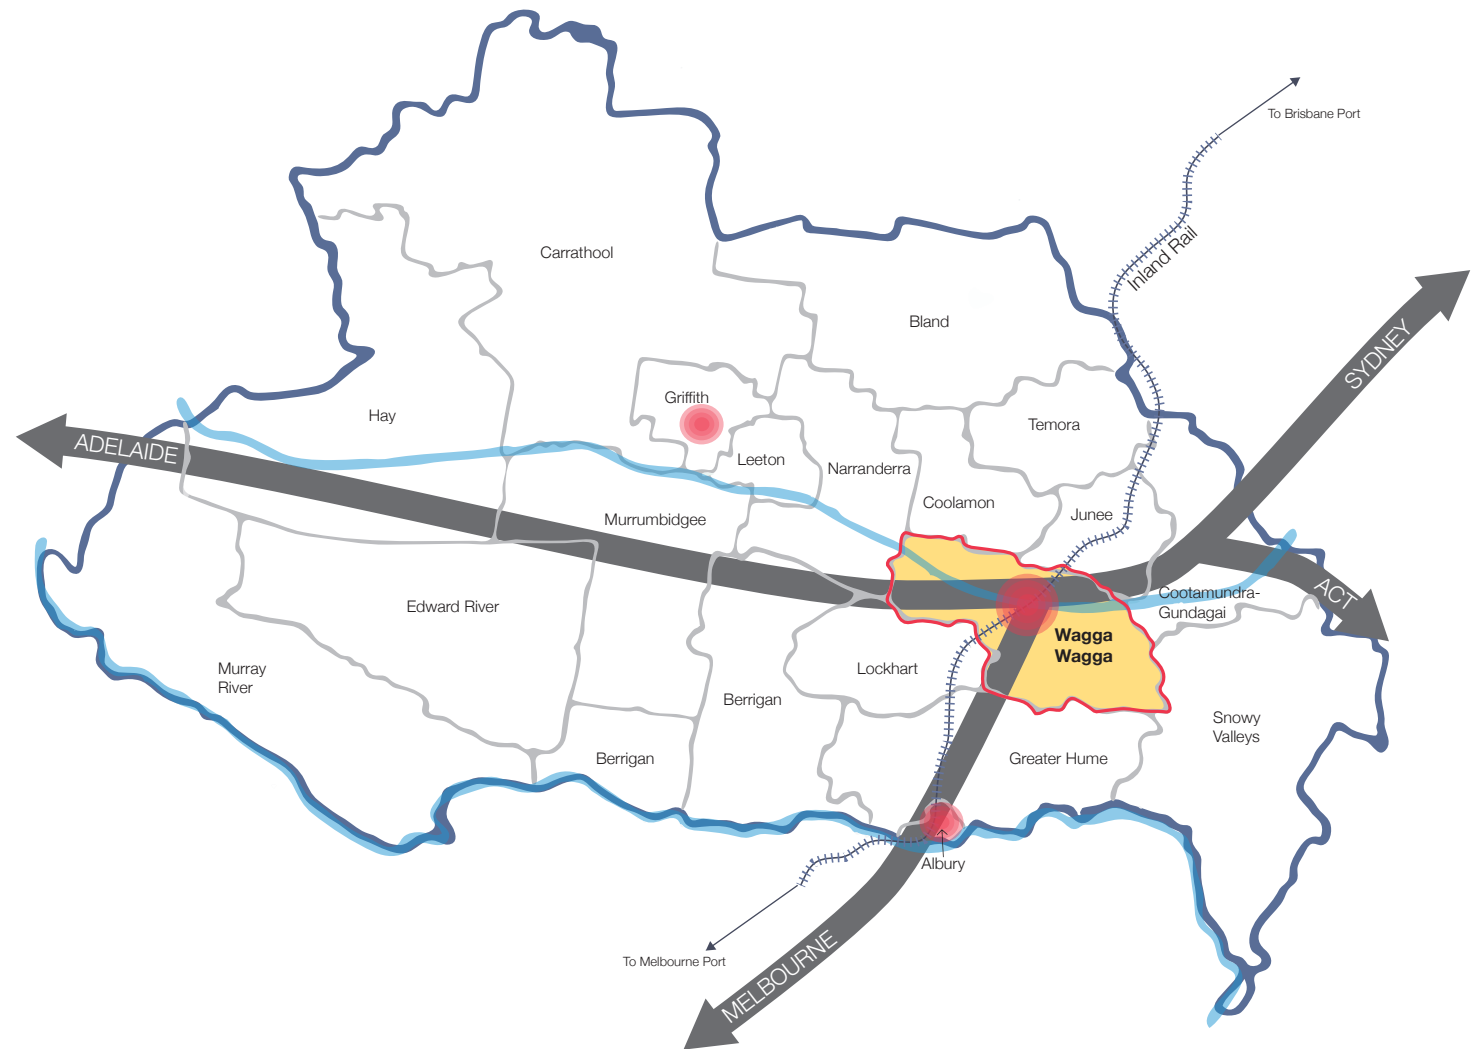 To Brisbane Port
Inland Rail
SYDNEY
Carrathool
Bland
Griffith
Hay
Temora
ADELAIDE
Leeton
Narranderra
Coolamon
Murrumbidgee
Junee
Cootamundra-
Gundagai
ACT
Edward River
Wagga
Wagga
Murray
River
Lockhart
Berrigan
Snowy
Valleys
Berrigan
Greater Hume
Albury
To Melbourne Port
MELBOURNE